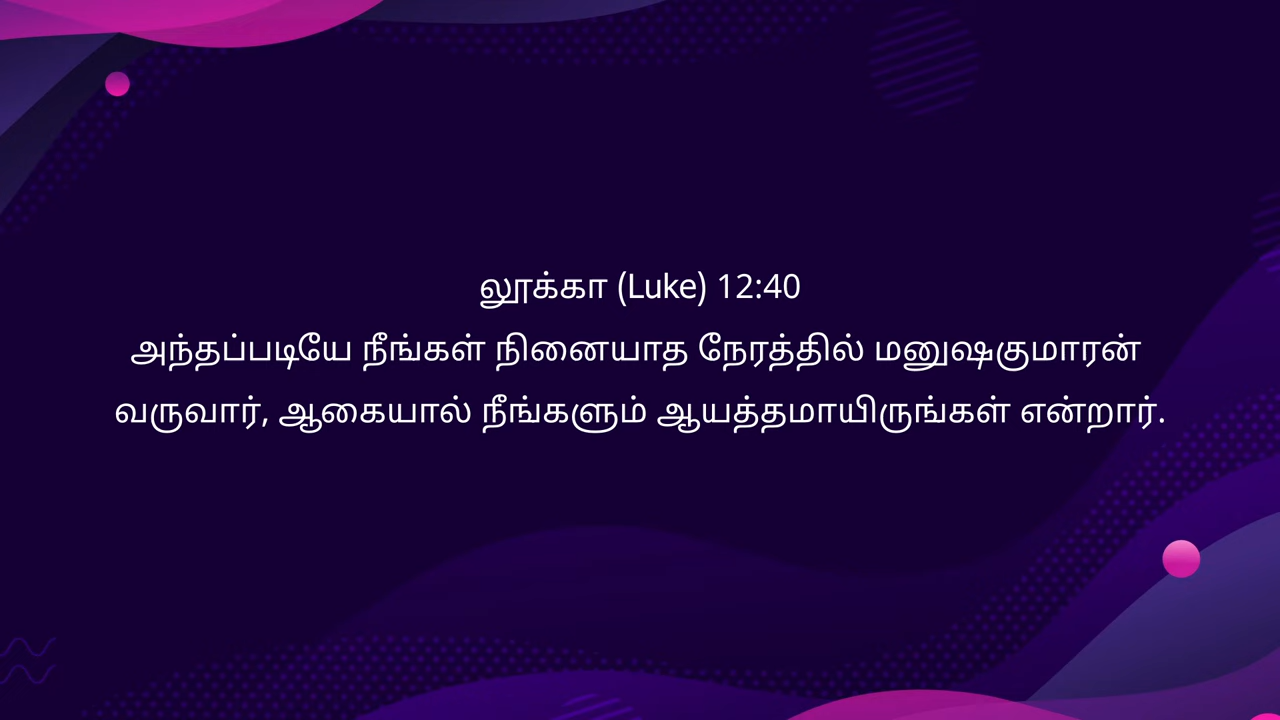 லூக்கா (Luke) 12:40
அந்தப்படியே நீங்கள் நினையாத நேரத்தில் மனுஷகுமாரன்
வருவார், ஆகையால் நீங்களும் ஆயத்தமாயிருங்கள் என்றார்.